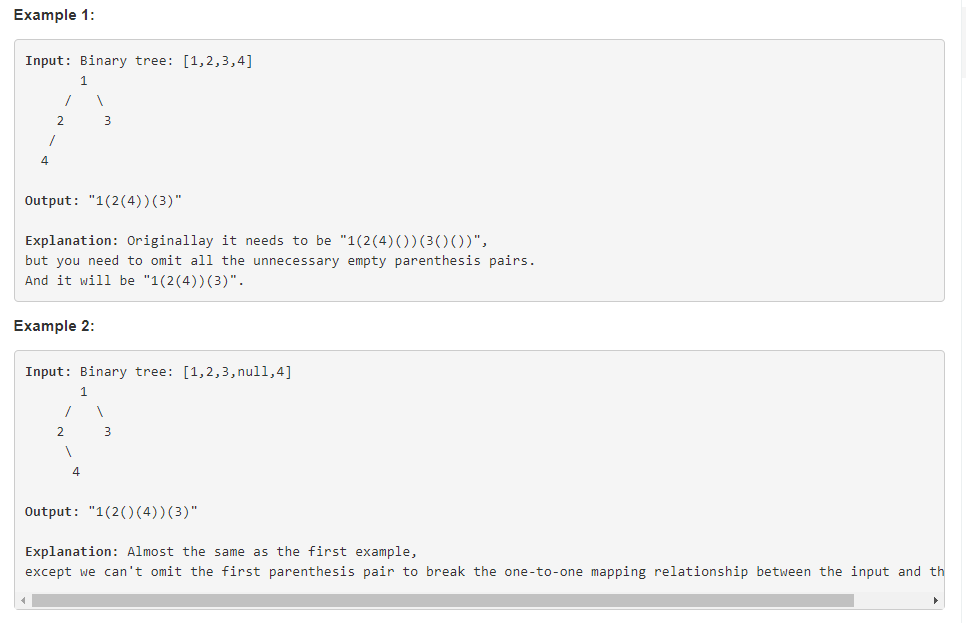 Example 1:
Input: Binary tree: [1,2,3,4]
1
/ \
2 3
/
4
Output: "1(2(4))(3)"
Explanation: Originallay it needs to be "1(2(4)())(3()())",
but you need to omit all the unnecessary empty parenthesis pairs.
And it will be "1(2(4))(3)".
Example 2:
Input: Binary tree: [1,2,3,null,4]
1
/ \
2 3
\
4
Output: "1(2()(4))(3)"
Explanation: Almost the same as the first example,
except we can't omit the first parenthesis pair to break the one-to-one mapping relationship between the input and th